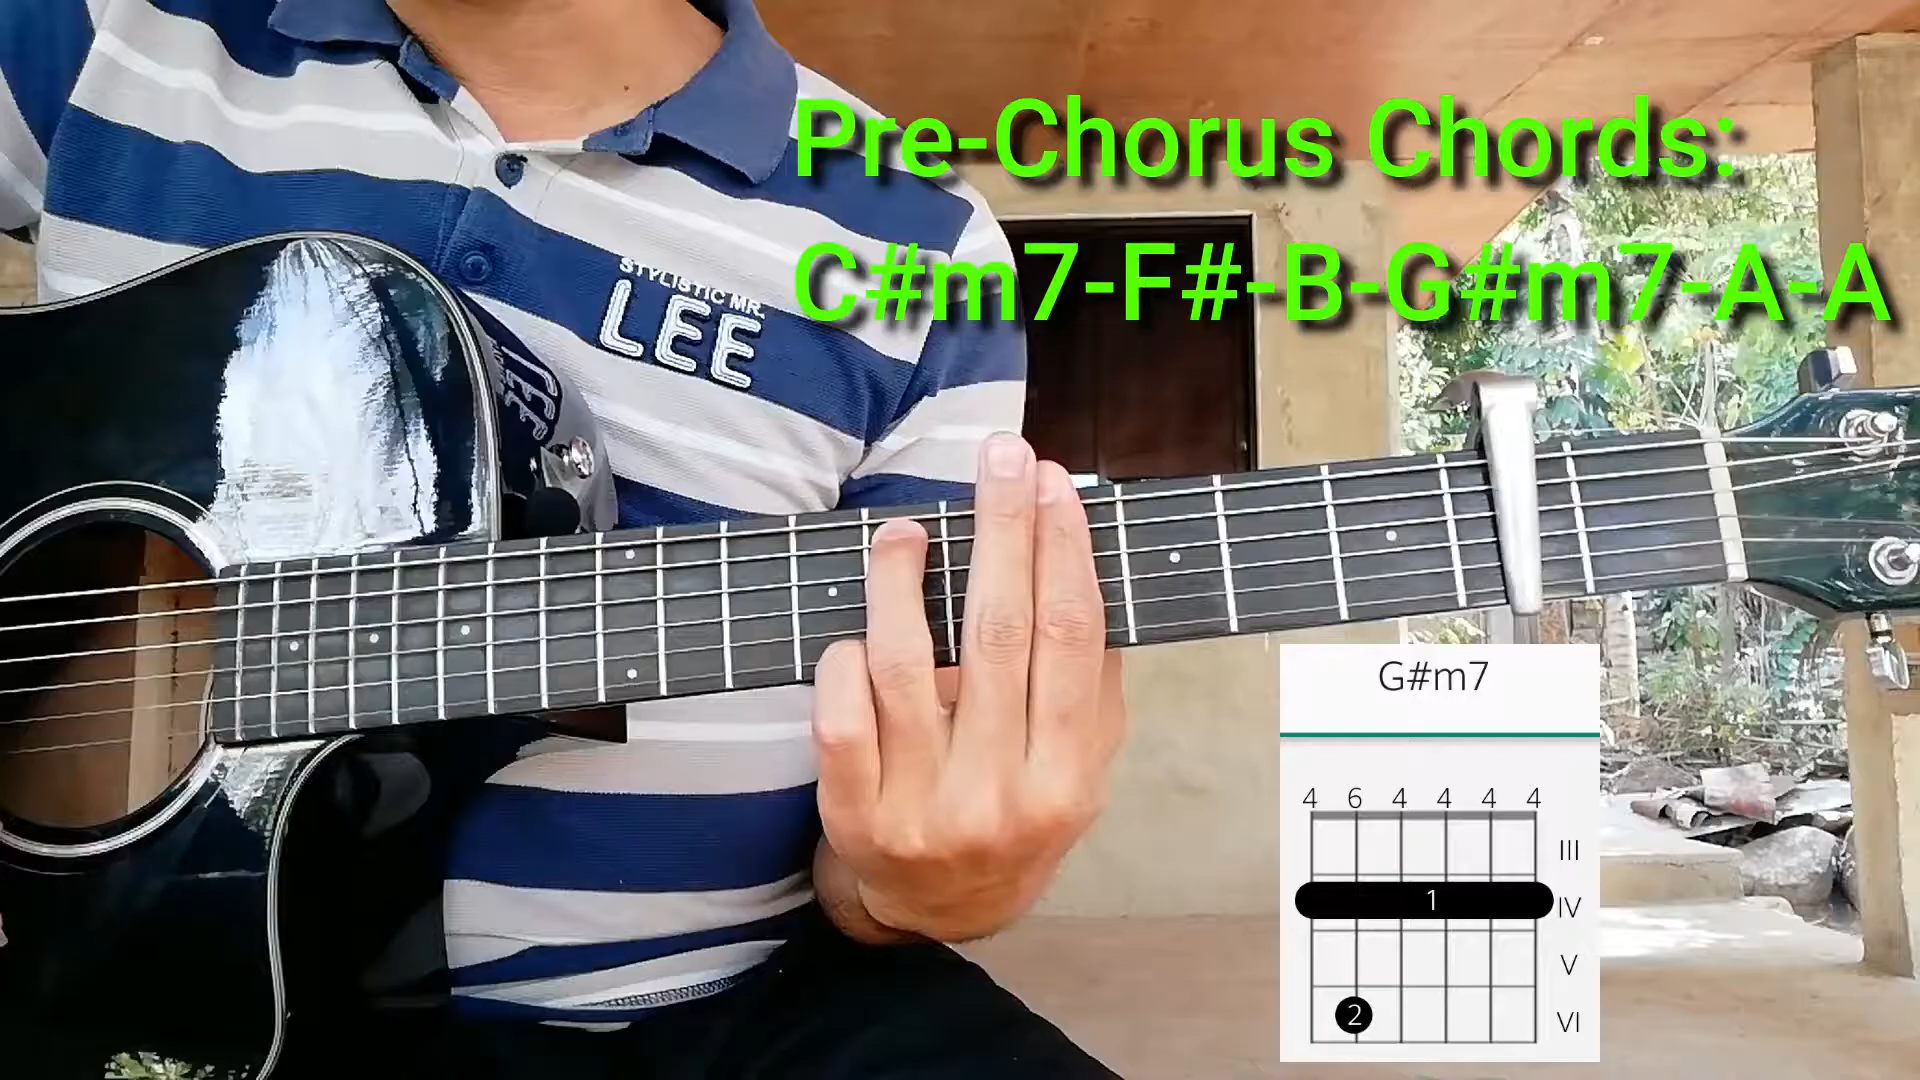 Pre-Chorus Chords:
C#m7-F#-B-G#m7-A-A
STYLISTIC MR.
LEE
G#m7
4 6 4 4 4 4
III
1 IV
V
2 VI